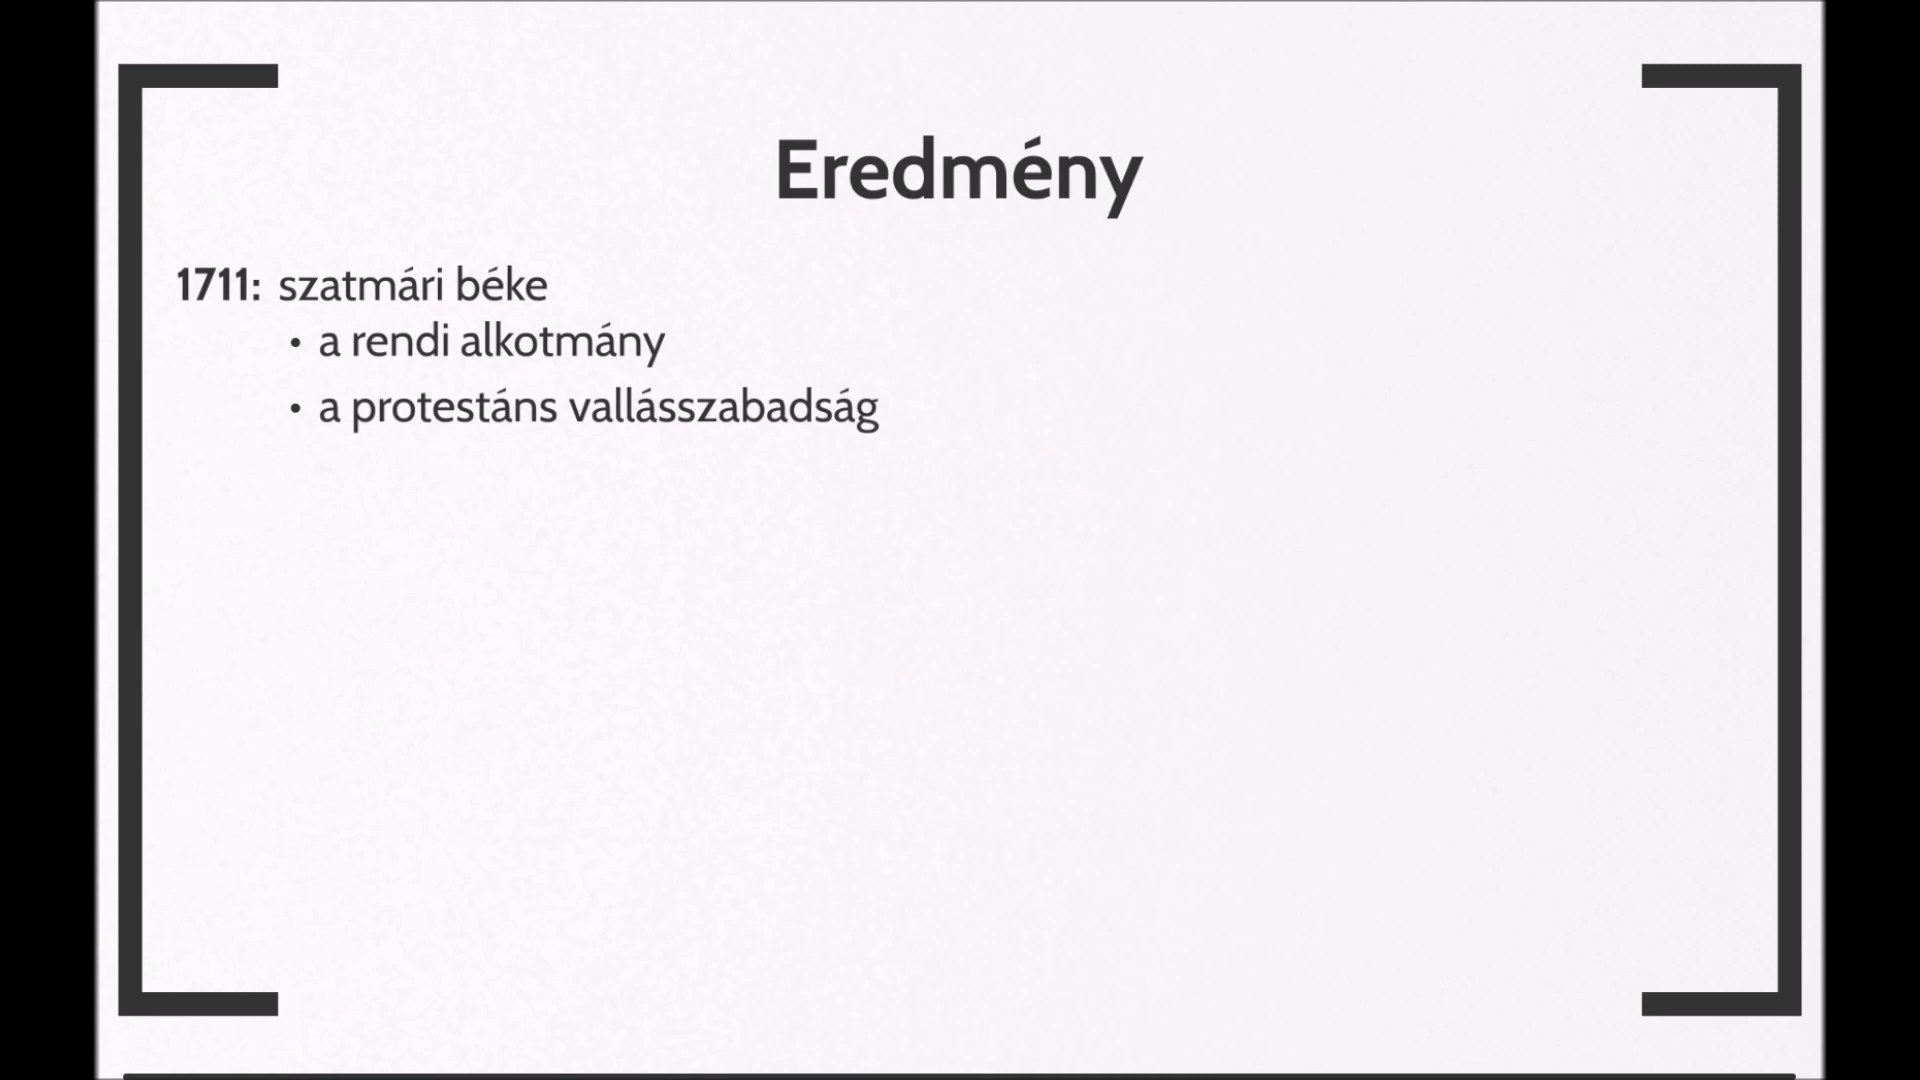 Eredmény
1711: szatmári béke
• a rendi alkotmány
• a protestáns vallásszabadság